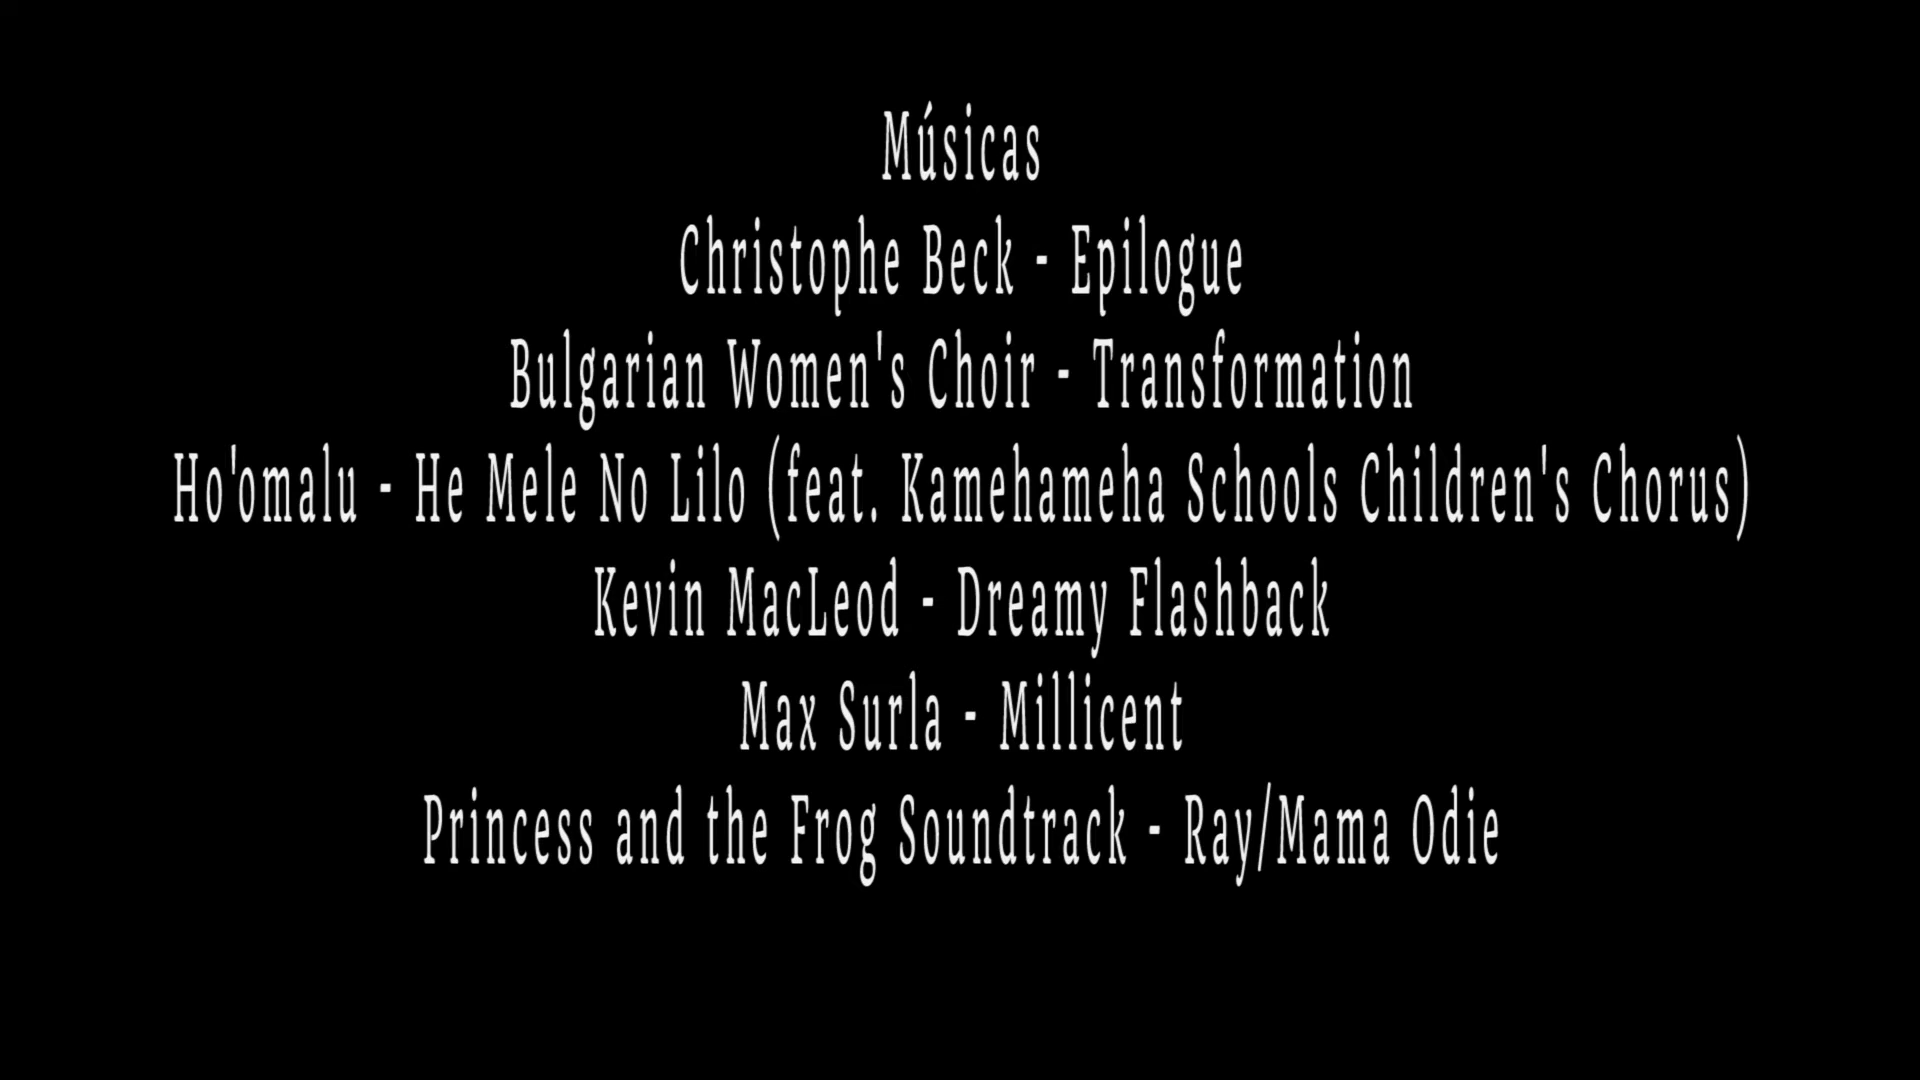 Músicas
Christophe Beck - Epilogue
Bulgarian Women's Choir - Transformation
Ho'omalu - He Mele No Lilo (feat. Kamehameha Schools Children's Chorus)
Kevin MacLeod - Dreamy Flashback
Max Surla - Millicent
Princess and the Frog Soundtrack - Ray/Mama Odie